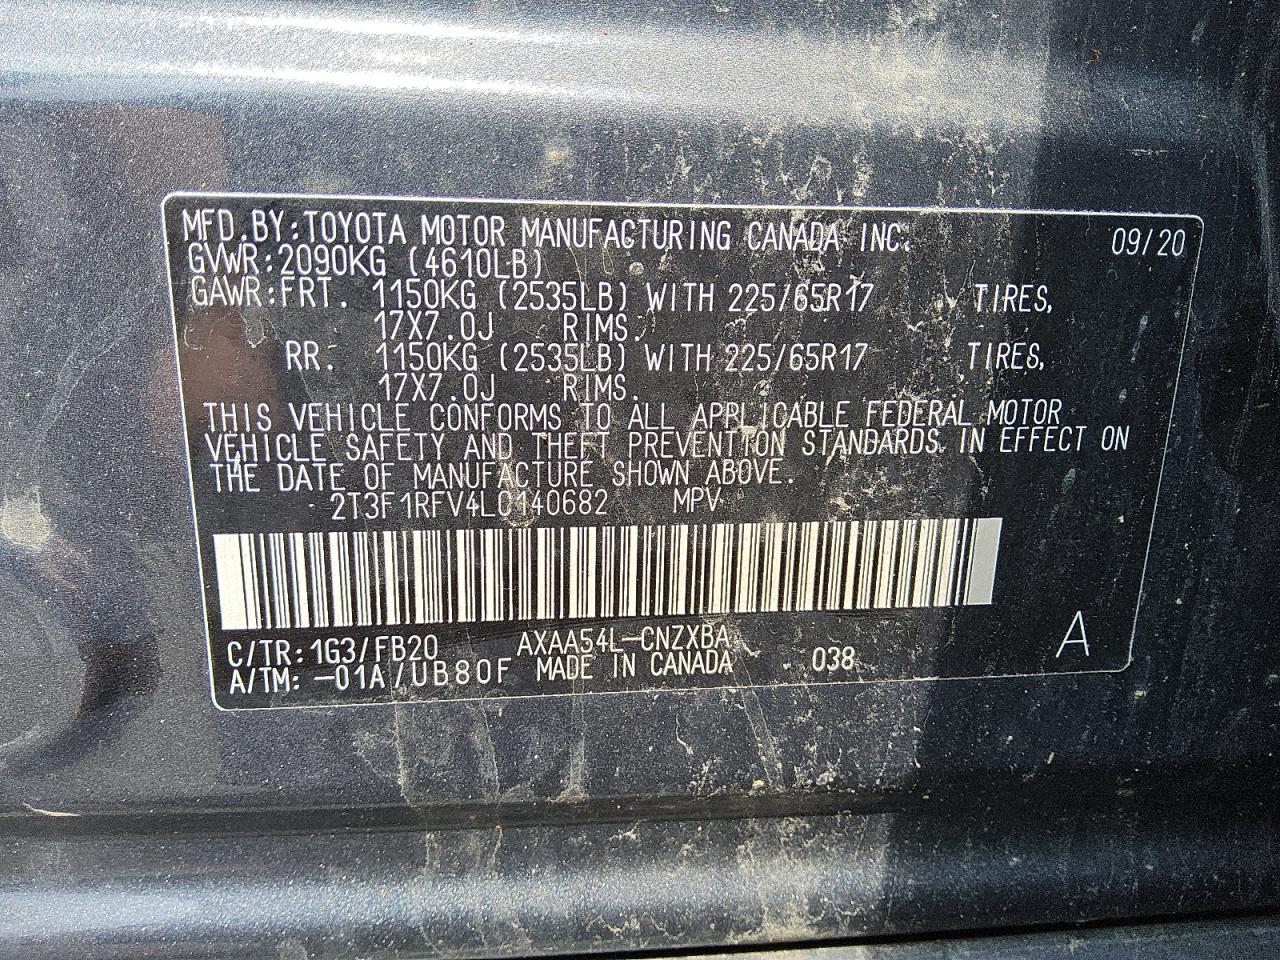 MFD.BY:TOYOTA MOTOR MANUFACTURING CANADA INC. 09/20
GVWR:2090KG (4610LB)
GAWR:FRT. 1150KG (2535LB) WITH 225/65R17 TIRES,
17X7.0J RIMS.
RR. 1150KG (2535LB) WITH 225/65R17 TIRES,
17X7.0J RIMS.
THIS VEHICLE CONFORMS TO ALL APPLICABLE FEDERAL MOTOR
VEHICLE SAFETY AND THEFT PREVENTION STANDARDS IN EFFECT ON
THE DATE OF MANUFACTURE SHOWN ABOVE.
2T3F1RFV4LC140682 MPV
C/TR:1G3/FB20 AXAA54L-CNZXBA
A/TM:-01A/UB80F MADE IN CANADA 038 A